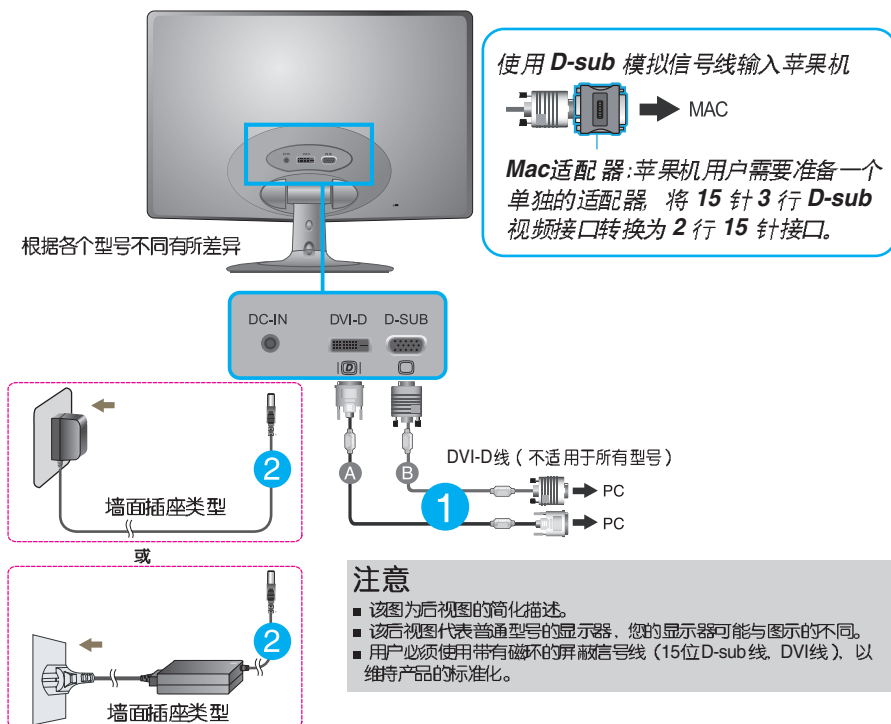 使用 D-sub 模拟信号线输入苹果机
MAC
Mac适配器:苹果机用户需要准备一个
单独的适配器, 将 15 针 3 行 D-sub
视频接口转换为 2 行 15 针接口。
根据各个型号不同有所差异
DC-IN DVI-D D-SUB
D
A B
DVI-D线（不适用于所有型号）
1
PC
PC
2
墙面插座类型
或
2
墙面插座类型
注意
■ 该图为后视图的简化描述。
■ 该后视图代表普通型号的显示器，您的显示器可能与图示的不同。
■ 用户必须使用带有磁环的屏蔽信号线（15位D-sub线, DVI线）, 以
维持产品的标准化。